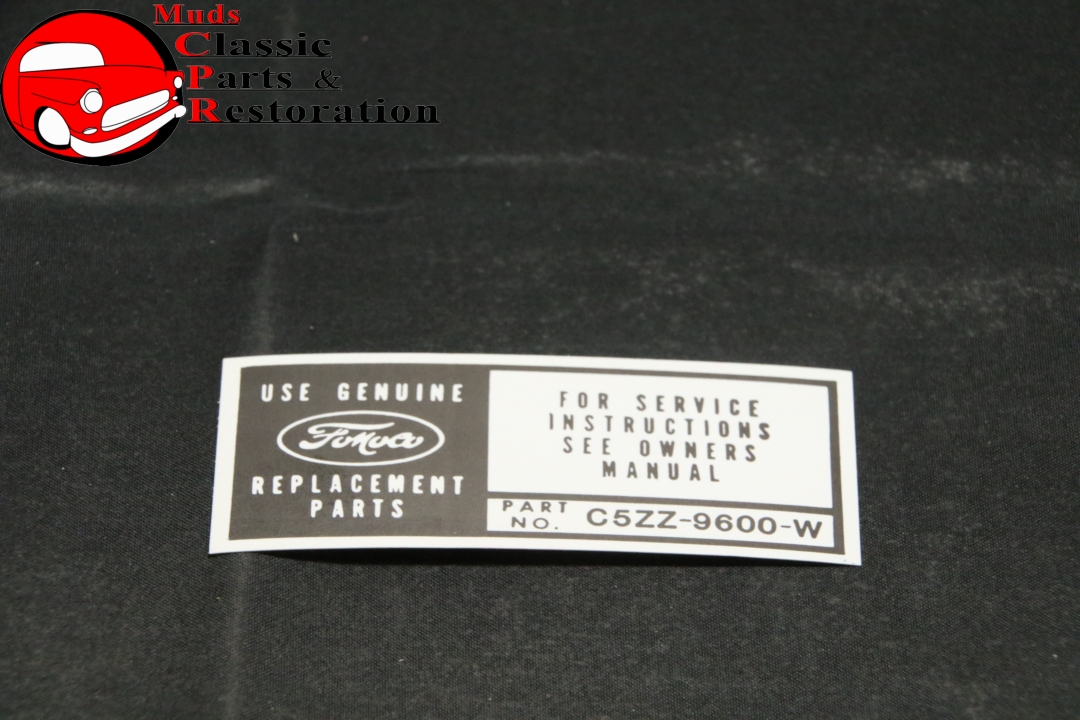 Muds
Classic
Parts &
Restoration
USE GENUINE
FoMoCo
REPLACEMENT
PARTS
FOR SERVICE
INSTRUCTIONS
SEE OWNERS
MANUAL
PART
NO. C5ZZ-9600-W